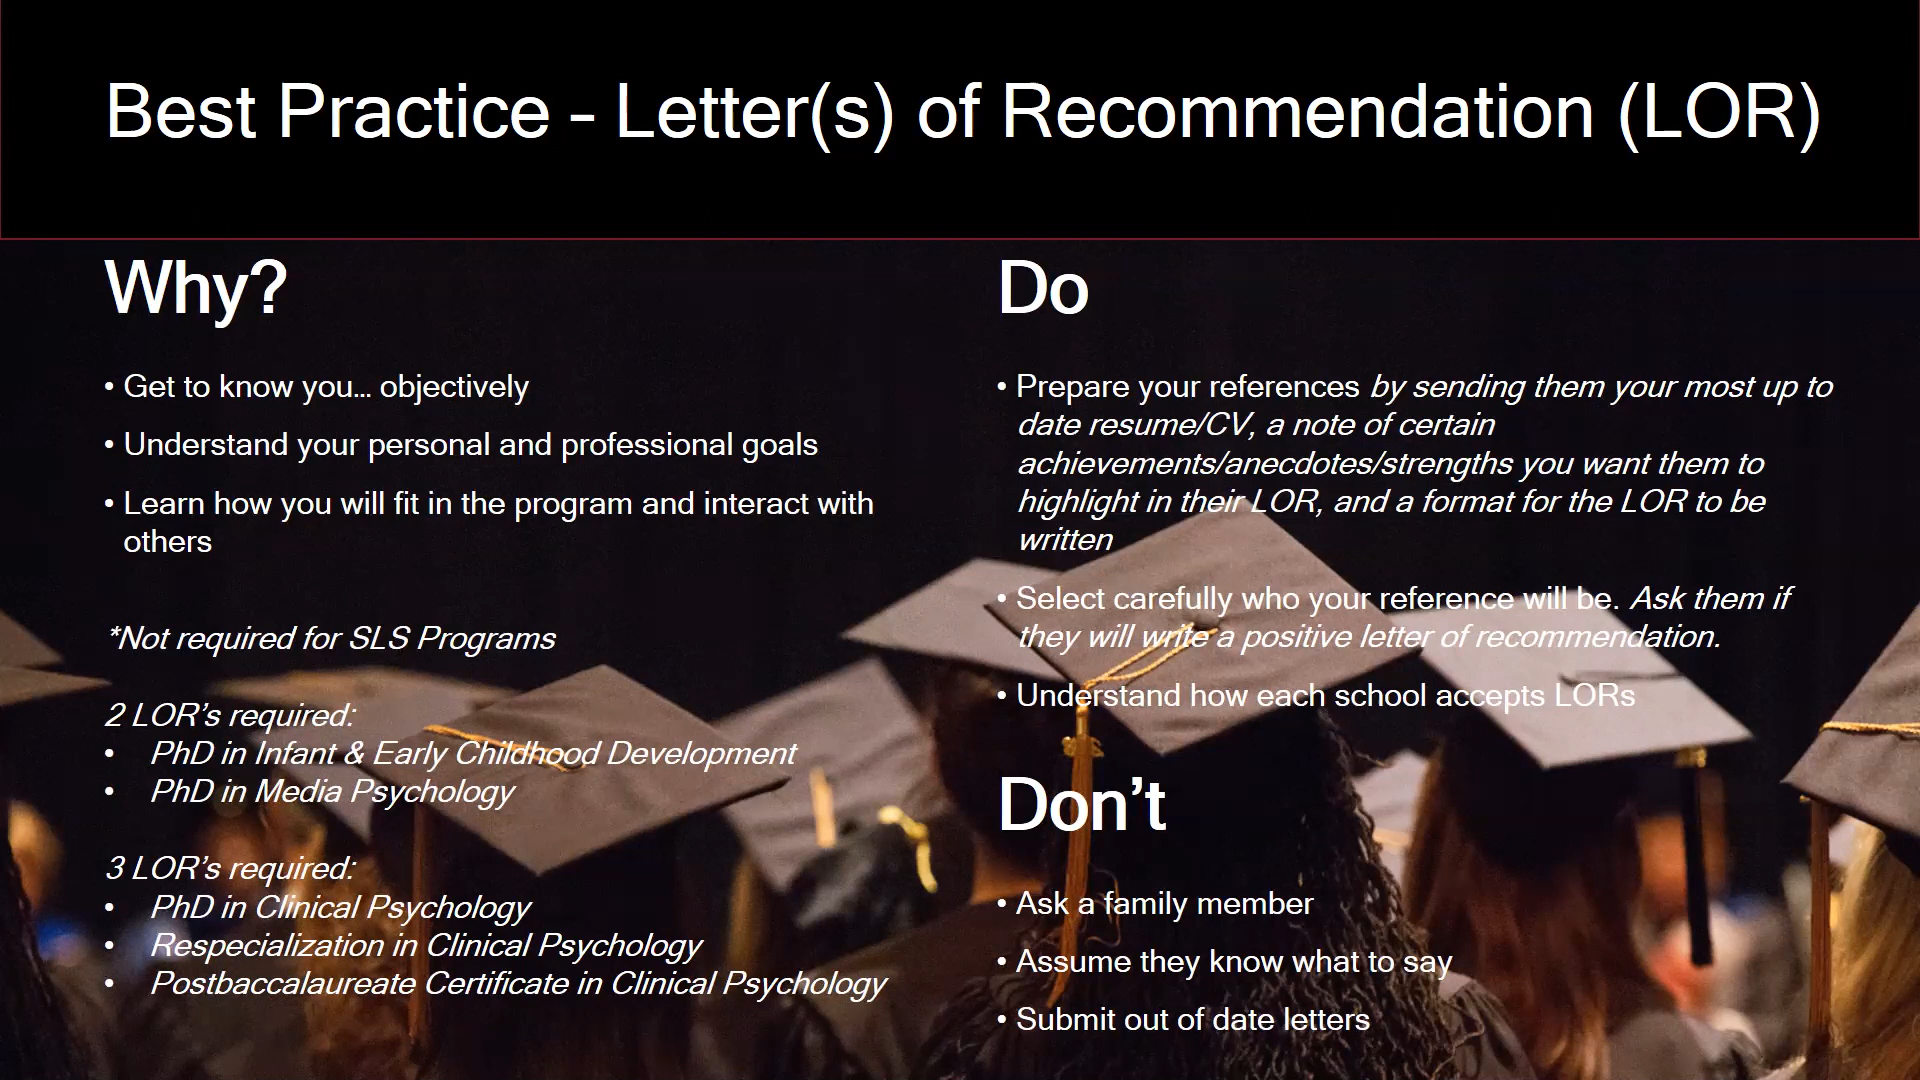 Best Practice - Letter(s) of Recommendation (LOR)
Why?
• Get to know you... objectively
• Understand your personal and professional goals
• Learn how you will fit in the program and interact with
others
*Not required for SLS Programs
2 LOR’s required:
• PhD in Infant & Early Childhood Development
• PhD in Media Psychology
3 LOR’s required:
• PhD in Clinical Psychology
• Respecialization in Clinical Psychology
• Postbaccalaureate Certificate in Clinical Psychology
Do
• Prepare your references by sending them your most up to
date resume/CV, a note of certain
achievements/anecdotes/strengths you want them to
highlight in their LOR, and a format for the LOR to be
written
• Select carefully who your reference will be. Ask them if
they will write a positive letter of recommendation.
• Understand how each school accepts LORs
Don’t
• Ask a family member
• Assume they know what to say
• Submit out of date letters